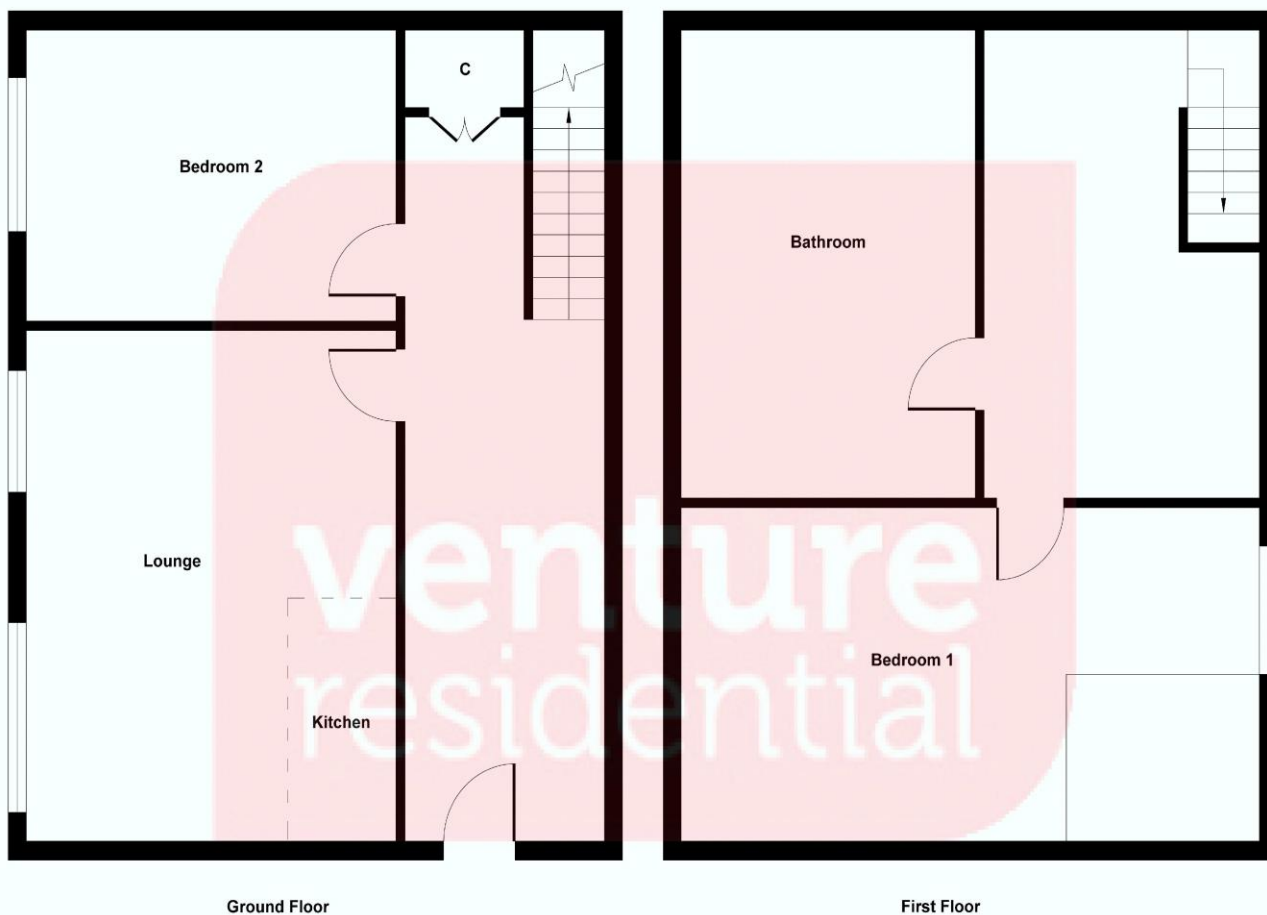 C
Bedroom 2
Bathroom
Lounge
Kitchen
Bedroom 1
venture
residential
Ground Floor
First Floor